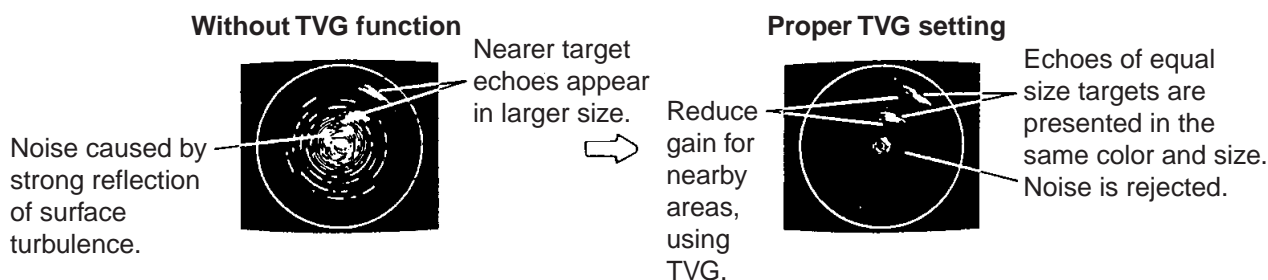 Without TVG function
Nearer target
echoes appear
in larger size.
Noise caused by
strong reflection
of surface
turbulence.
Proper TVG setting
Reduce
gain for
nearby
areas,
using
TVG.
Echoes of equal
size targets are
presented in the
same color and size.
Noise is rejected.